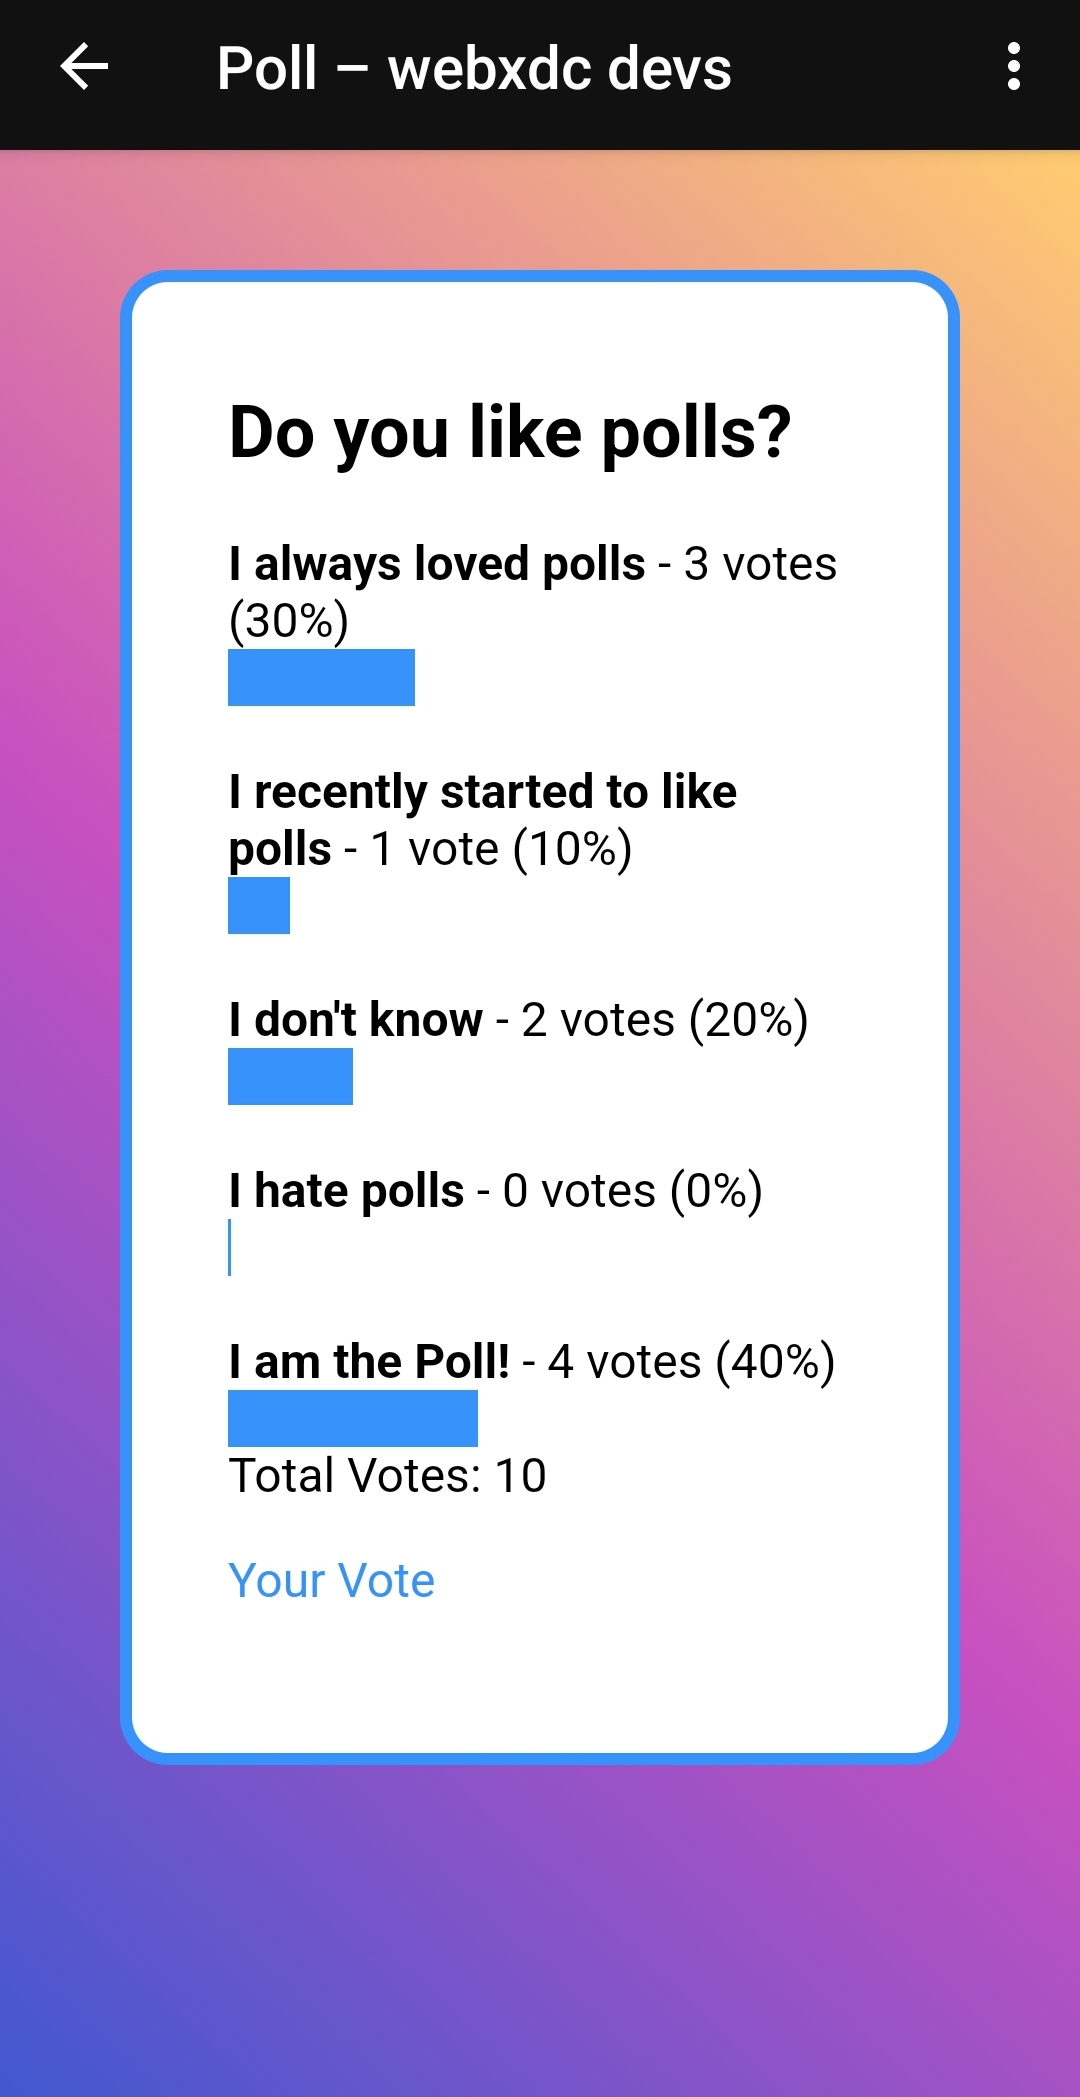 Poll – webxdc devs
Do you like polls?
I always loved polls - 3 votes
(30%)
I recently started to like
polls - 1 vote (10%)
I don't know - 2 votes (20%)
I hate polls - 0 votes (0%)
I am the Poll! - 4 votes (40%)
Total Votes: 10
Your Vote